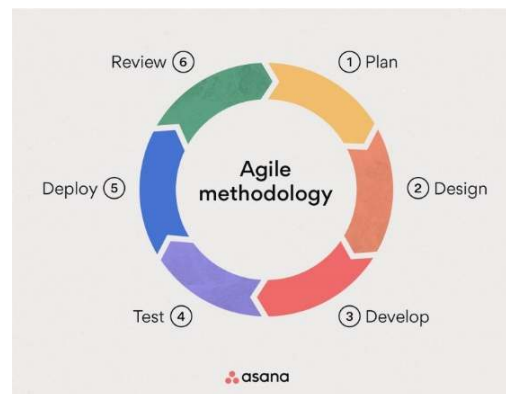 Review 6
1 Plan
Agile
methodology
Deploy 5
2 Design
Test 4
3 Develop
asana